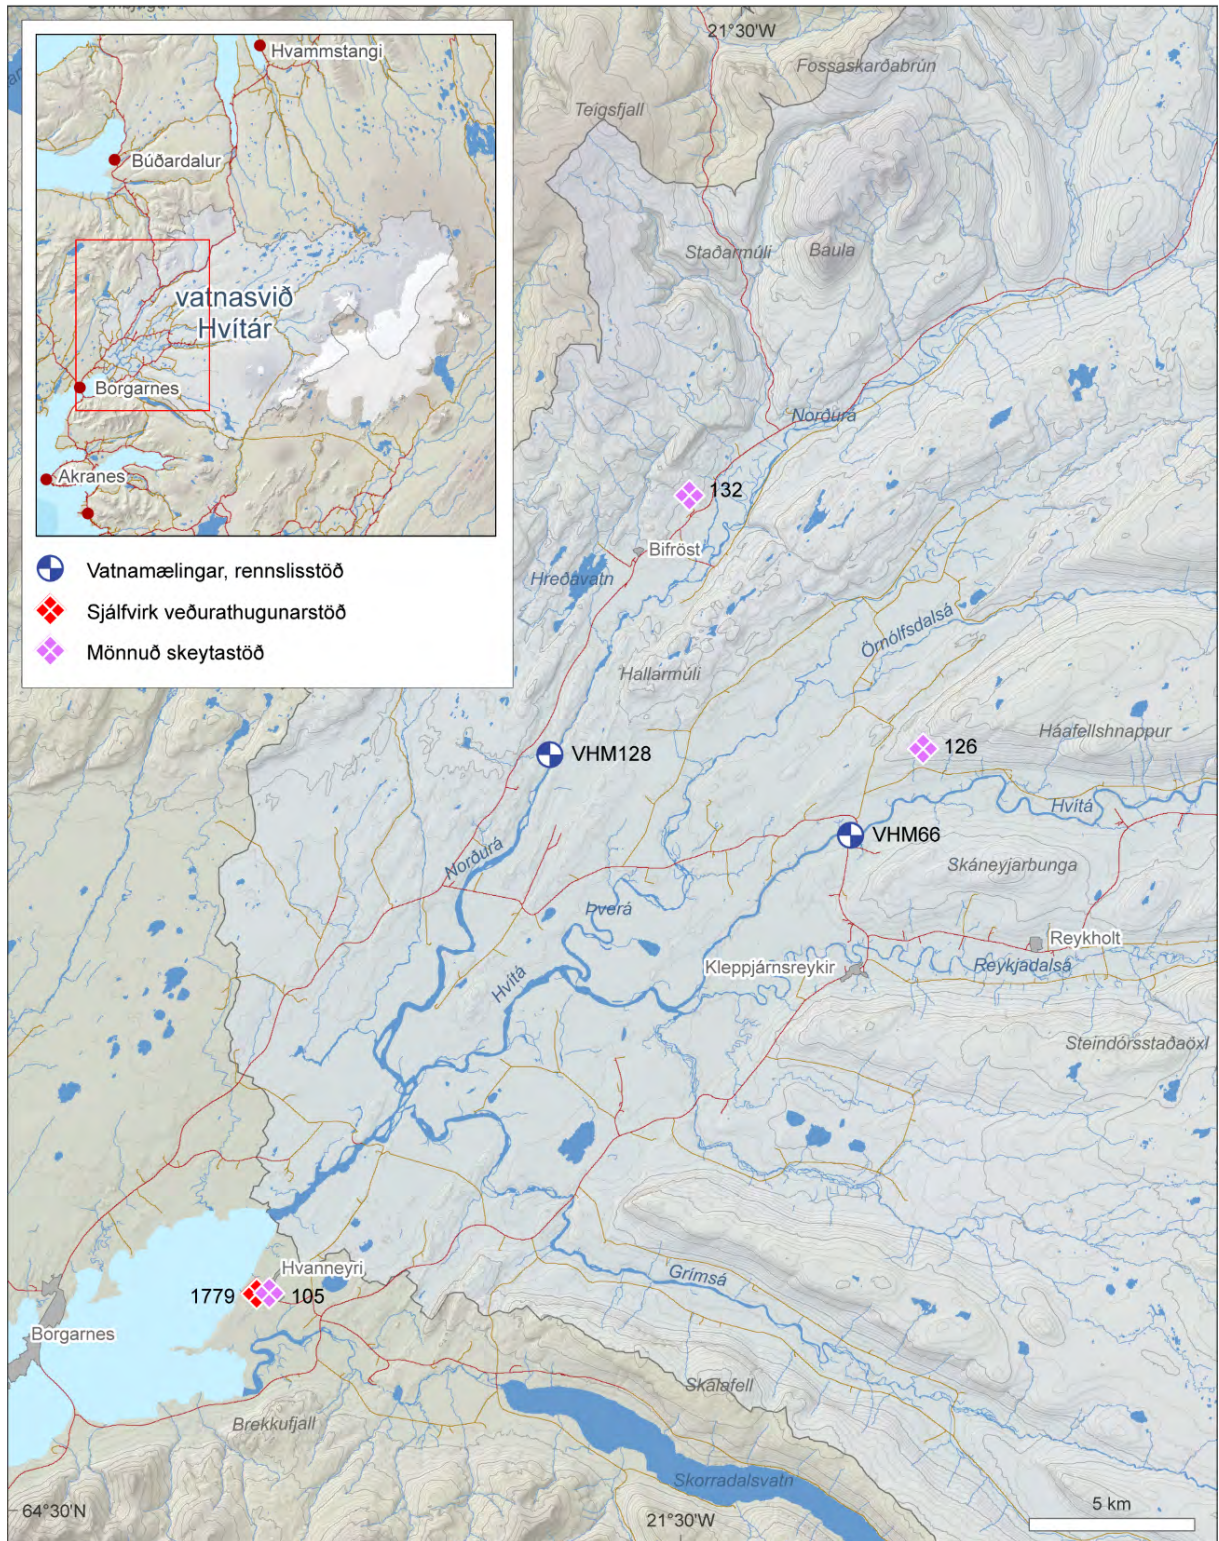 21°30'W
Fossaskarðabrún
Teigsfjall
Hvammstangi
Búðardalur
vatnasvið
Hvítár
Borgarnes
Akranes
Staðarmúli
Baula
Norðurá
132
Bifröst
Hreðavatn
Vatnamælingar, rennslisstöð
Sjálfvirk veðurathugunarstöð
Mönnuð skeytastöð
Örnólfsdalsá
Hallarmúli
Háafellshnappur
126
VHM128
Hvítá
VHM66
Norðurá
Skáneyjarbunga
Þverá
Reykholt
Kleppjárnsreykir
Reykjadalsá
Hvítá
Steindórsstaðaöxl
Hvanneyri
Grímsá
1779
105
Borgarnes
Skálafell
Brekkufjall
Skorradalsvatn
64°30'N
21°30'W
5 km